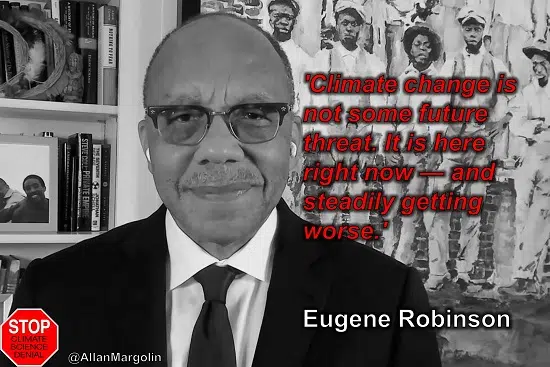 'Climate change is
not some future
threat. It is here
right now — and
steadily getting
worse.'
Eugene Robinson
STOP
CLIMATE
SCIENCE
DENIAL
@AllanMargolin